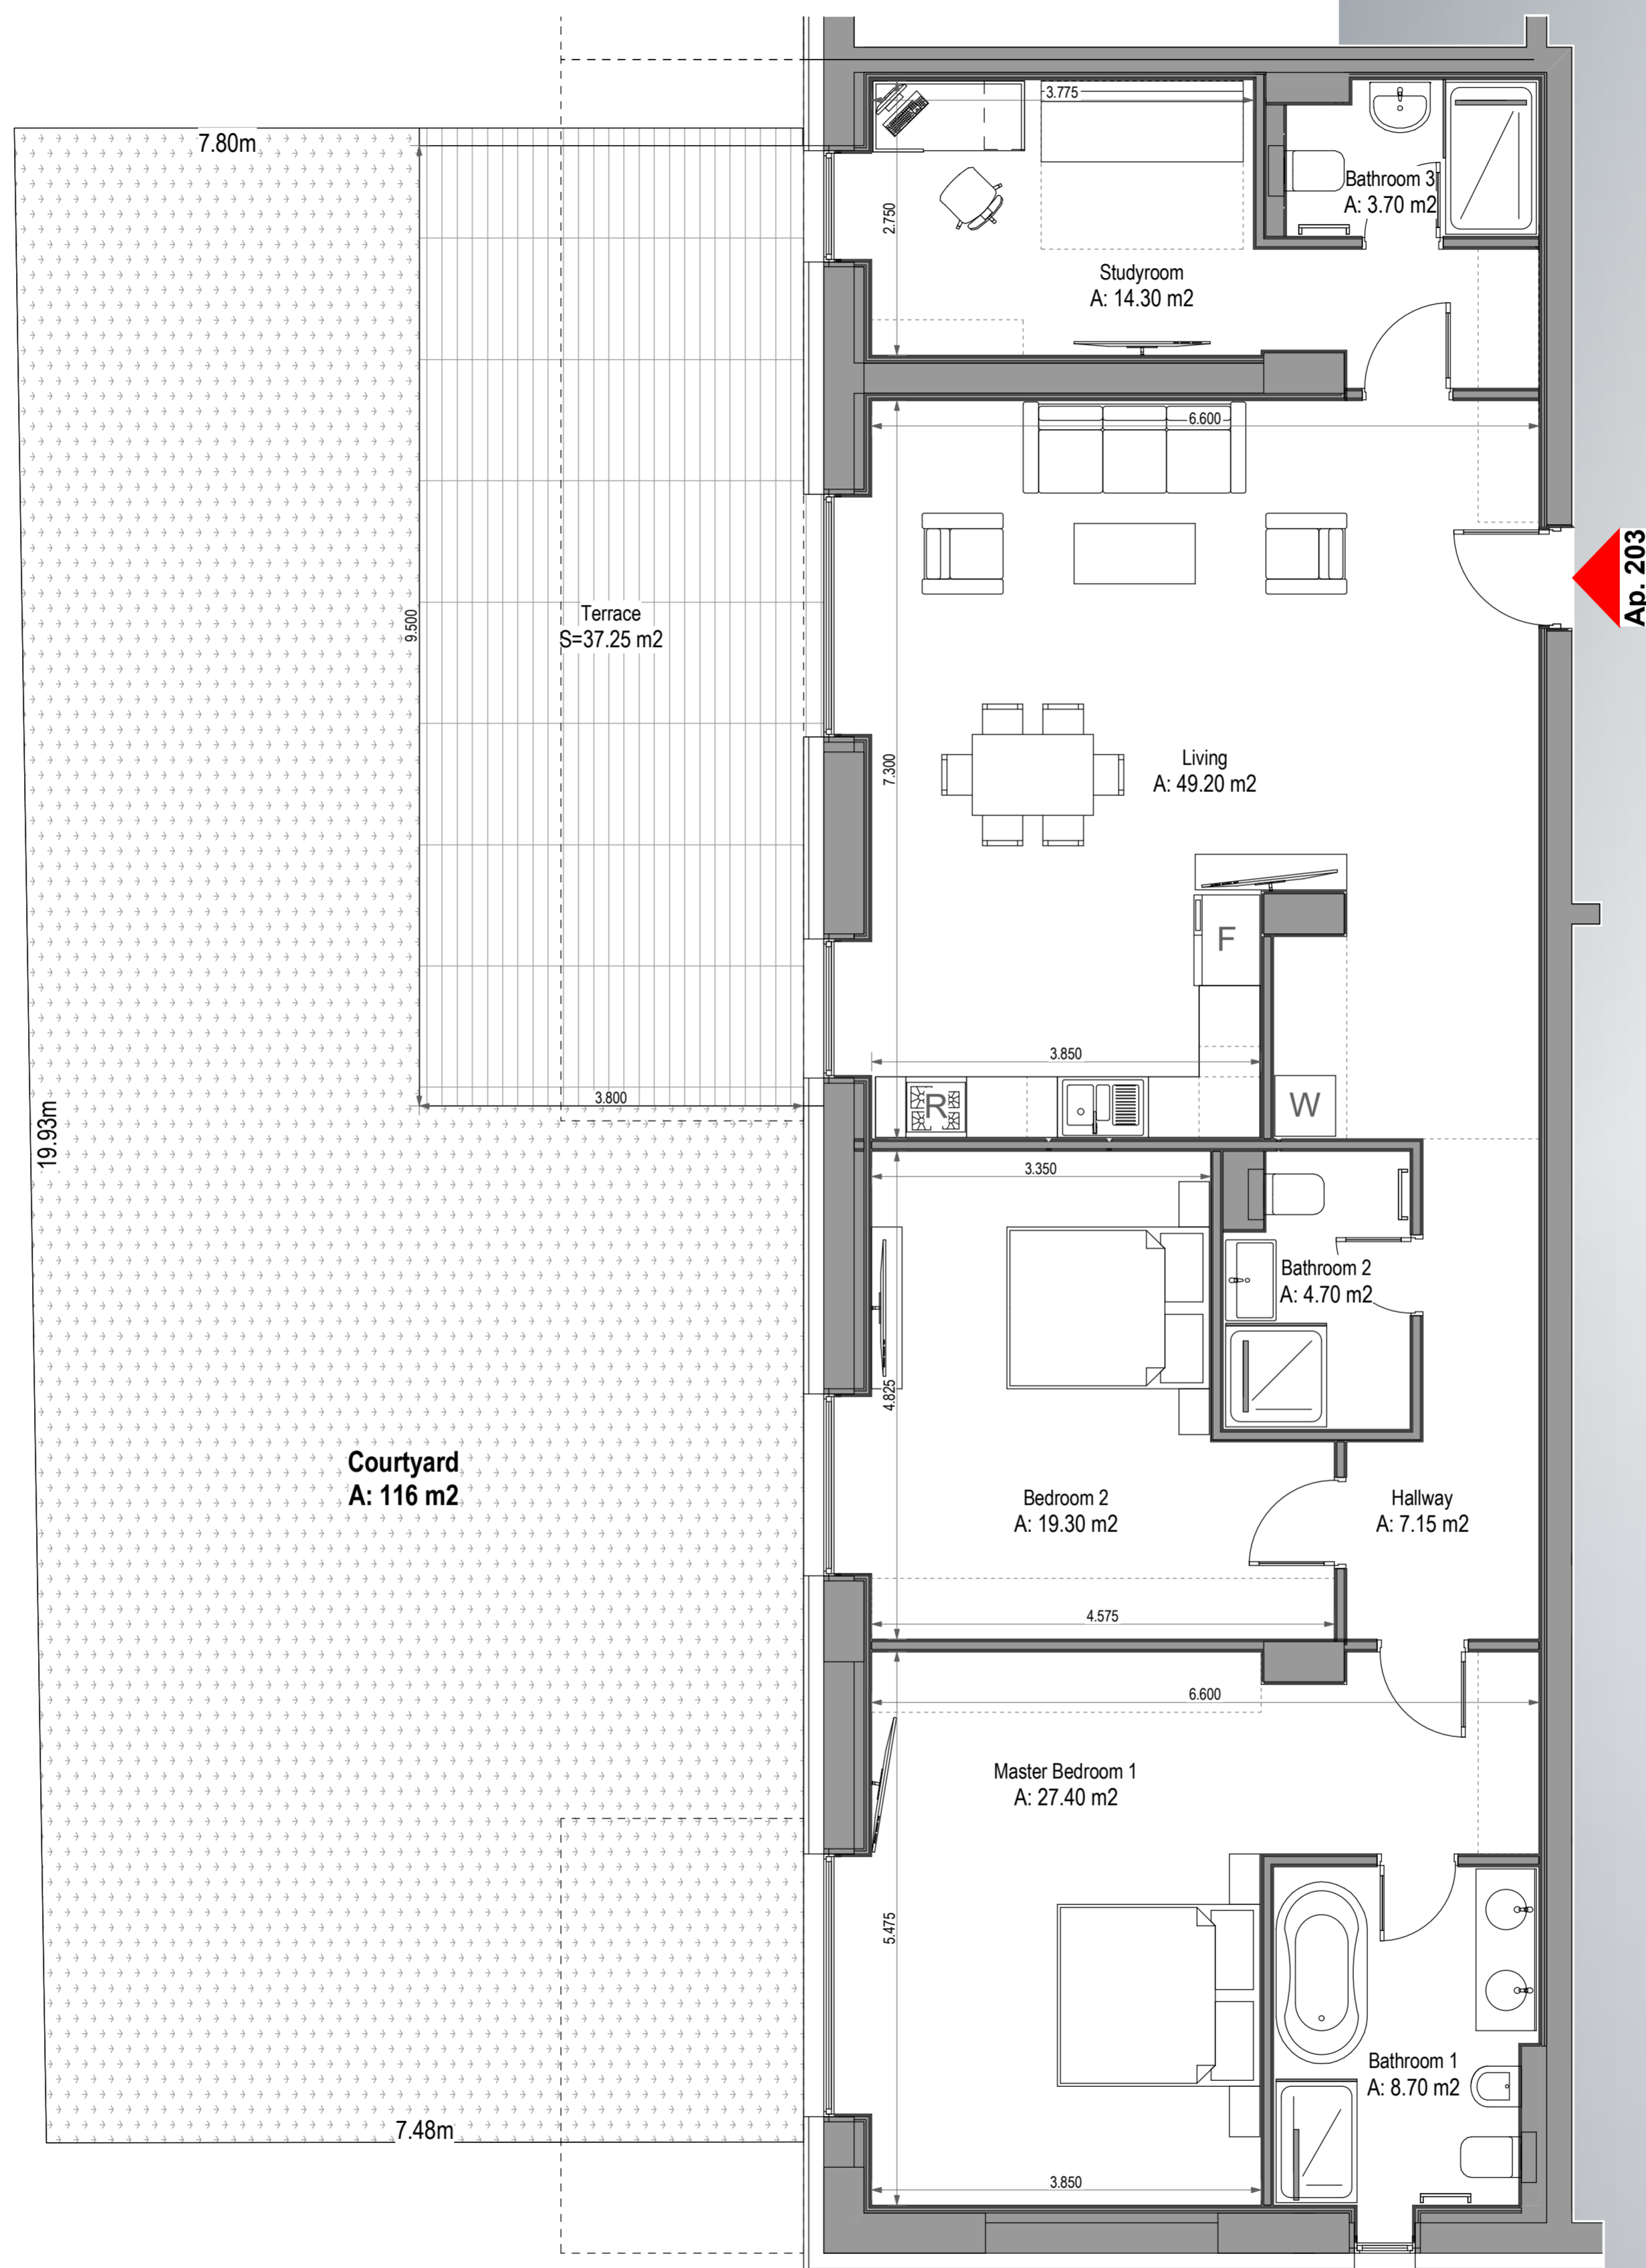 7.80m
3.775
Bathroom 3
A: 3.70 m2
2.750
Studyroom
A: 14.30 m2
6.600
Ap. 203
9.500
Terrace
S=37.25 m2
7.300
Living
A: 49.20 m2
F
3.850
3.800
R
W
19.93m
3.350
Bathroom 2
A: 4.70 m2
4.825
Courtyard
A: 116 m2
Bedroom 2
A: 19.30 m2
Hallway
A: 7.15 m2
4.575
6.600
Master Bedroom 1
A: 27.40 m2
5.475
Bathroom 1
A: 8.70 m2
7.48m
3.850